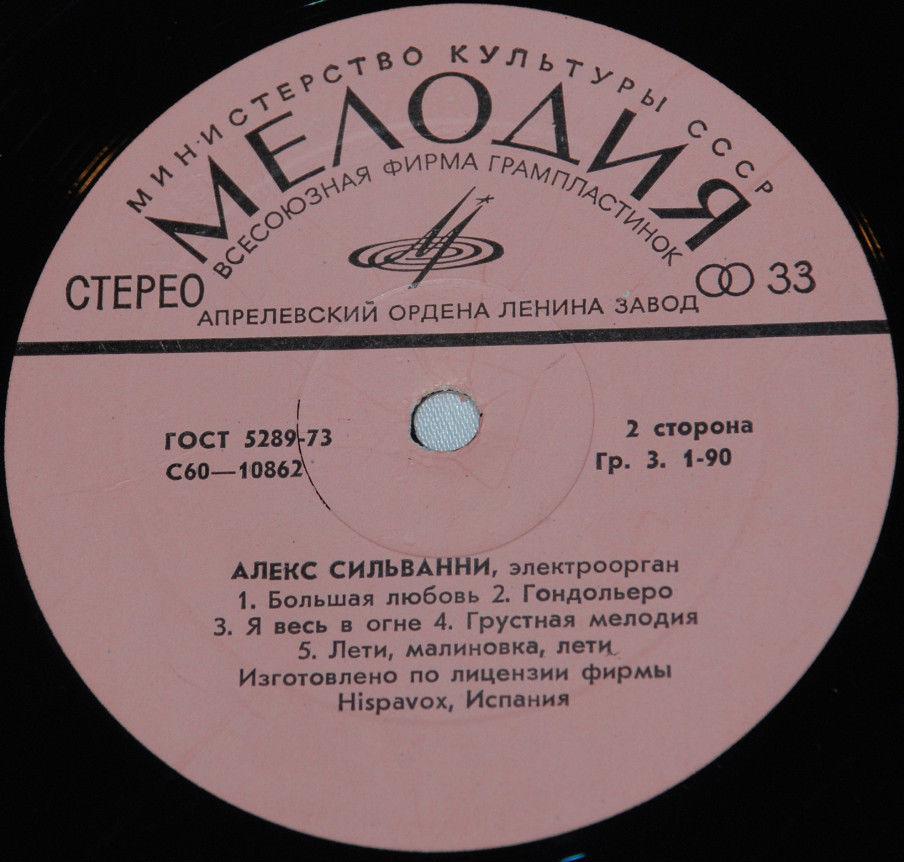 МИНИСТЕРСТВО КУЛЬТУРЫ СССР
МЕЛОДИЯ
ВСЕСОЮЗНАЯ ФИРМА ГРАМПЛАСТИНОК
СТЕРЕО
33
АПРЕЛЕВСКИЙ ОРДЕНА ЛЕНИНА ЗАВОД
ГОСТ 5289-73
С60—10862
2 сторона
Гр. 3. 1-90
АЛЕКС СИЛЬВАННИ, электроорган
1. Большая любовь 2. Гондольеро
3. Я весь в огне 4. Грустная мелодия
5. Лети, малиновка, лети
Изготовлено по лицензии фирмы
Hispavox, Испания